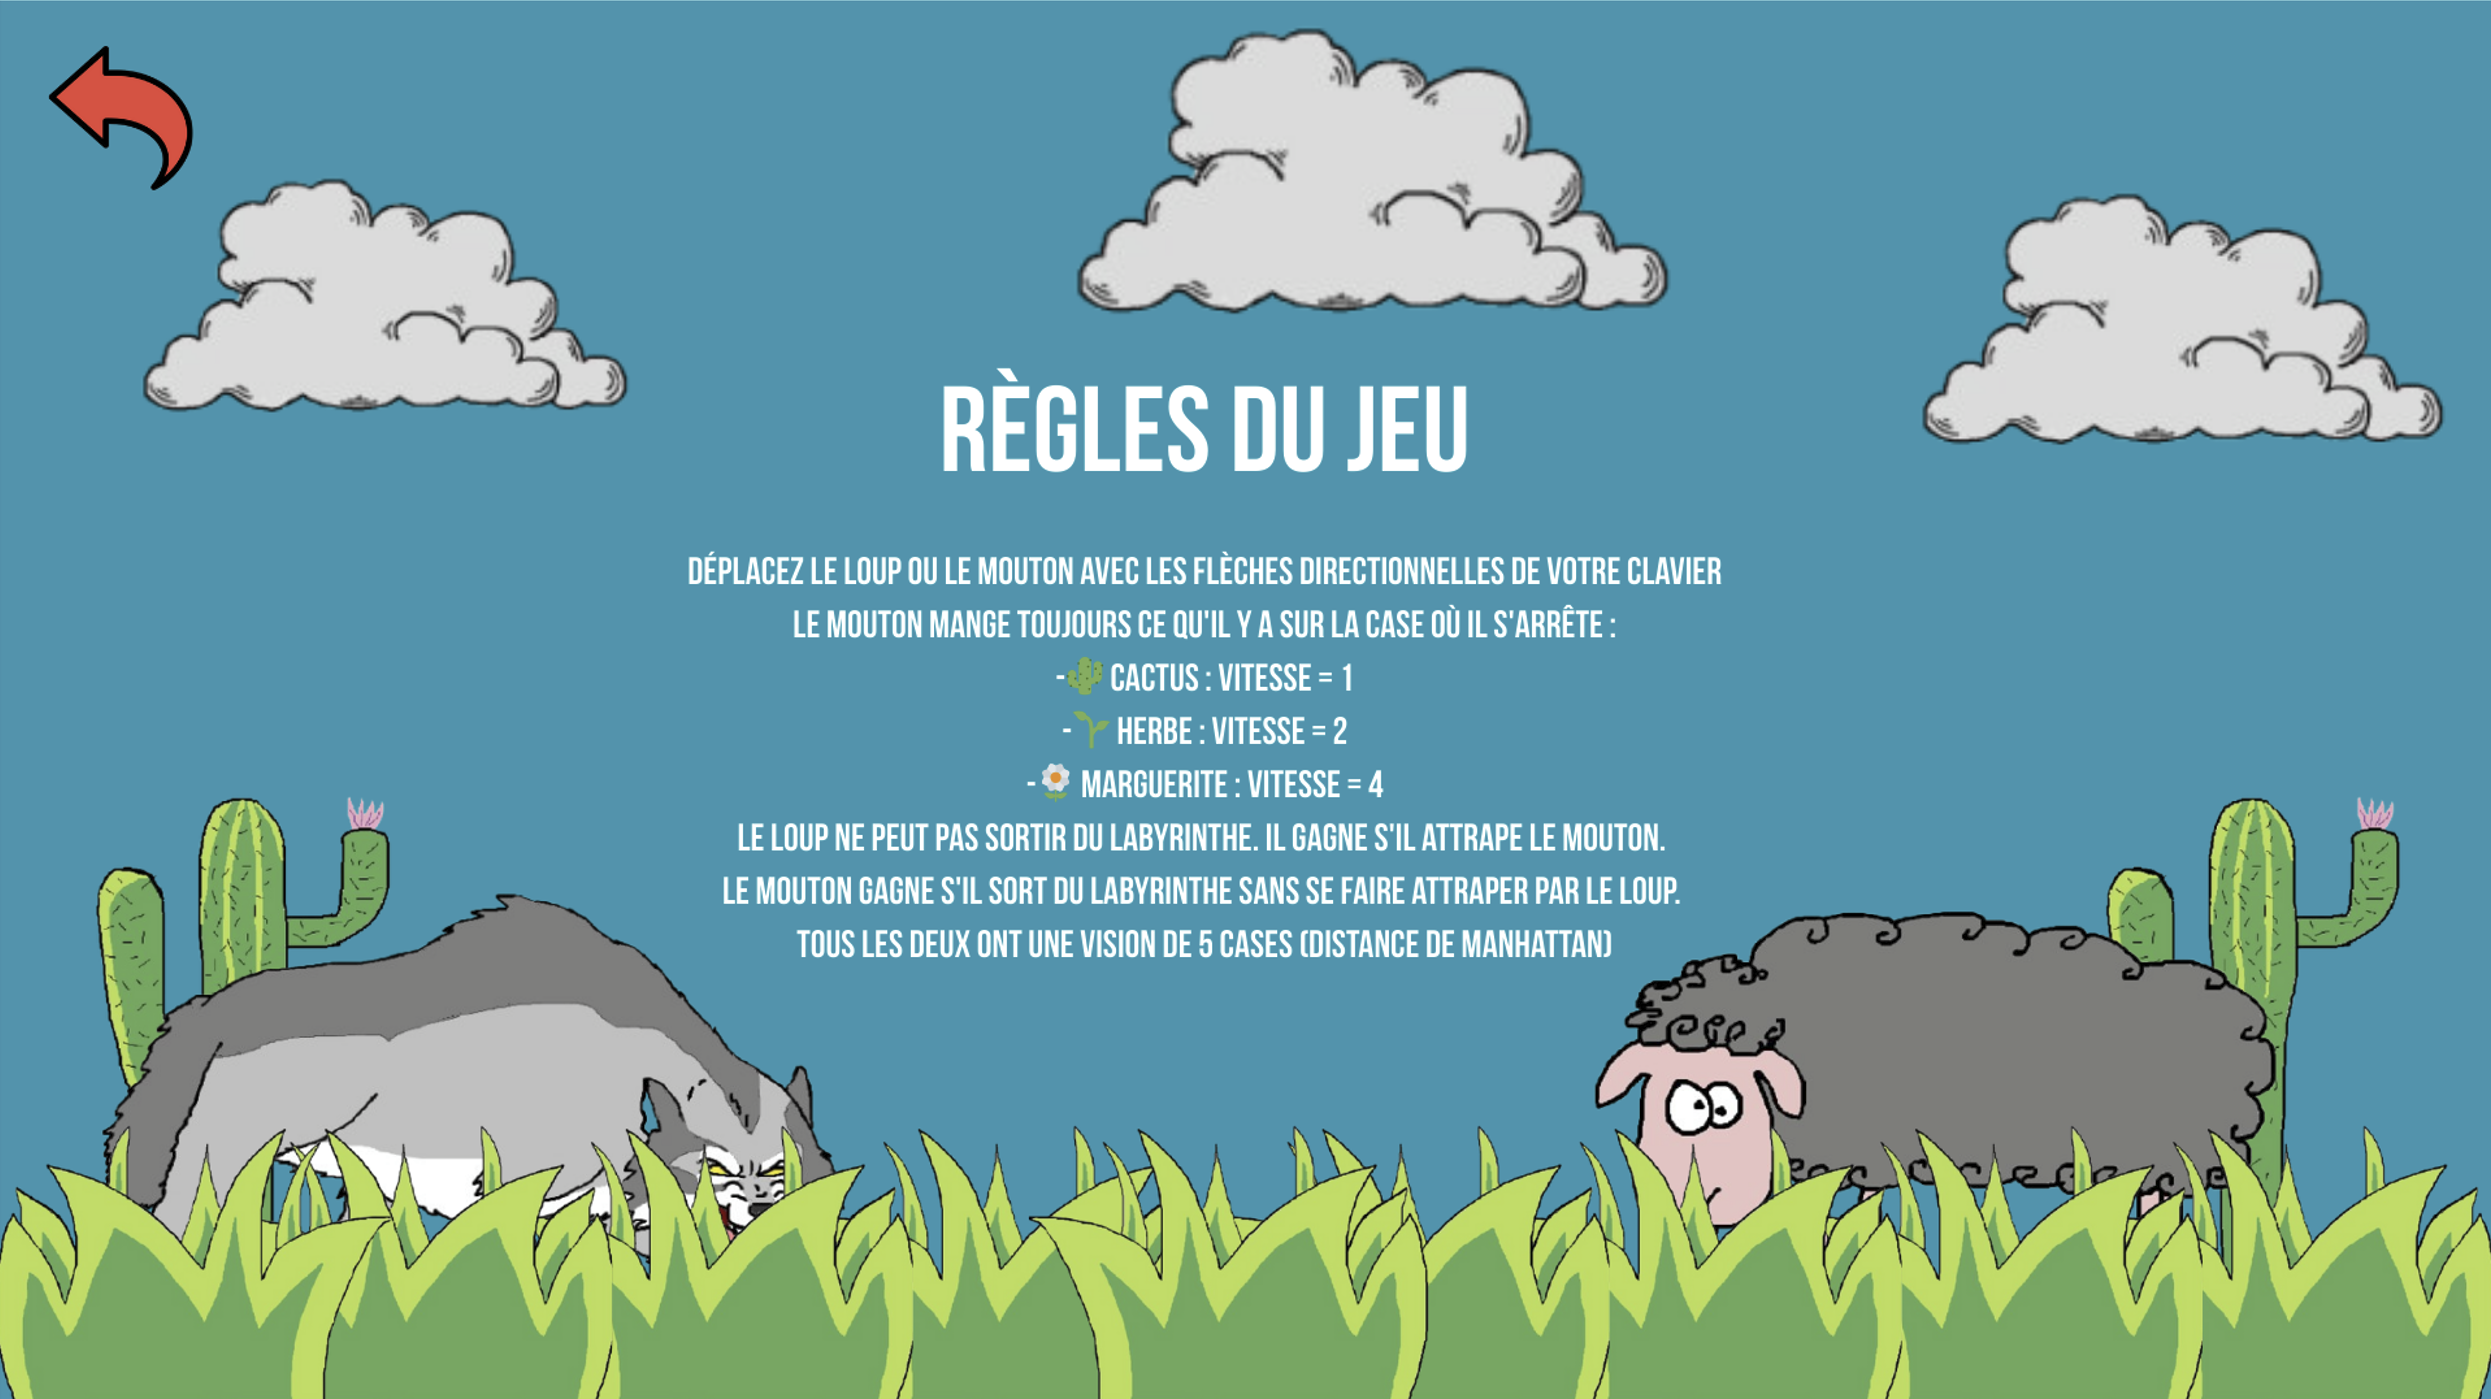 RÈGLES DU JEU
DÉPLACEZ LE LOUP OU LE MOUTON AVEC LES FLÈCHES DIRECTIONNELLES DE VOTRE CLAVIER
LE MOUTON MANGE TOUJOURS CE QU'IL Y A SUR LA CASE OÙ IL S'ARRÊTE :
-🌵 CACTUS : VITESSE = 1
-🌱 HERBE : VITESSE = 2
-🌼 MARGUERITE : VITESSE = 4
LE LOUP NE PEUT PAS SORTIR DU LABYRINTHE. IL GAGNE S'IL ATTRAPE LE MOUTON.
LE MOUTON GAGNE S'IL SORT DU LABYRINTHE SANS SE FAIRE ATTRAPER PAR LE LOUP.
TOUS LES DEUX ONT UNE VISION DE 5 CASES (DISTANCE DE MANHATTAN)